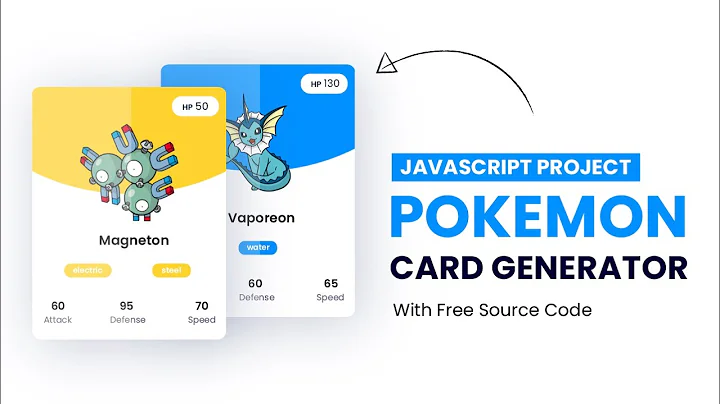 HP 50
HP 130
Magneton
electric steel
60 95 70
Attack Defense Speed
Vaporeon
water
60 65
Defense Speed
JAVASCRIPT PROJECT
POKEMON
CARD GENERATOR
With Free Source Code